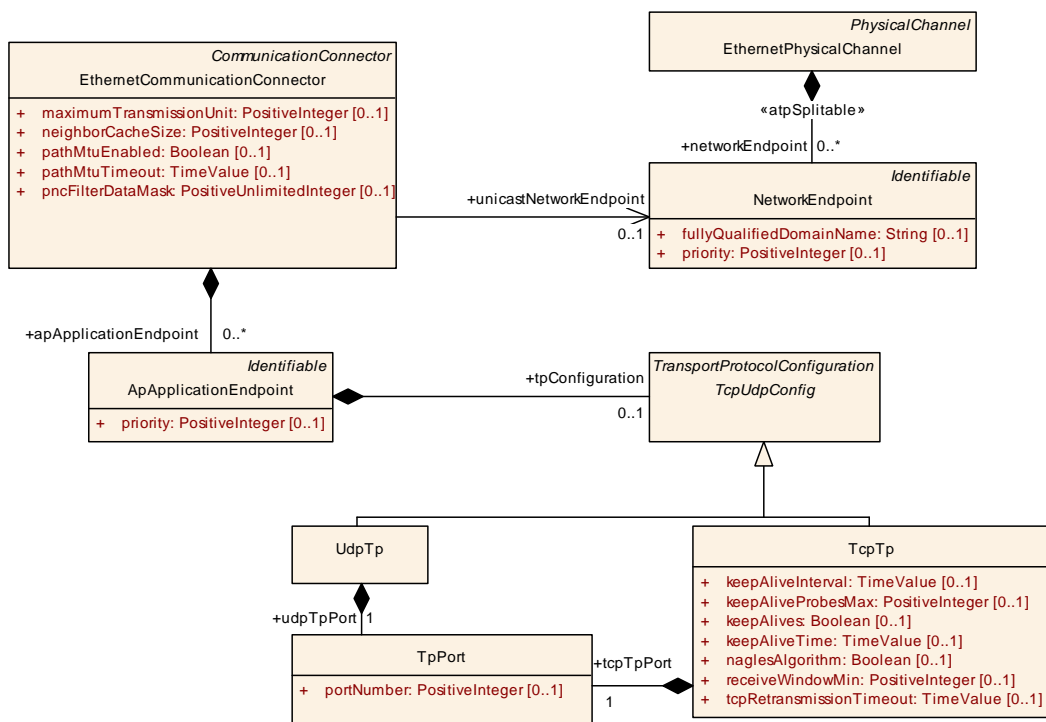 CommunicationConnector
EthernetCommunicationConnector
+ maximumTransmissionUnit: PositiveInteger [0..1]
+ neighborCacheSize: PositiveInteger [0..1]
+ pathMtuEnabled: Boolean [0..1]
+ pathMtuTimeout: TimeValue [0..1]
+ pncFilterDataMask: PositiveUnlimitedInteger [0..1]
PhysicalChannel
EthernetPhysicalChannel
«atpSplitable»
+networkEndpoint 0..*
+unicastNetworkEndpoint
0..1
Identifiable
NetworkEndpoint
+ fullyQualifiedDomainName: String [0..1]
+ priority: PositiveInteger [0..1]
+apApplicationEndpoint 0..*
Identifiable
ApApplicationEndpoint
+ priority: PositiveInteger [0..1]
+tpConfiguration
0..1
TransportProtocolConfiguration
TcpUdpConfig
UdpTp
+udpTpPort 1
TcpTp
+ keepAliveInterval: TimeValue [0..1]
+ keepAliveProbesMax: PositiveInteger [0..1]
+ keepAlives: Boolean [0..1]
+ keepAliveTime: TimeValue [0..1]
+ naglesAlgorithm: Boolean [0..1]
+ receiveWindowMin: PositiveInteger [0..1]
+ tcpRetransmissionTimeout: TimeValue [0..1]
TpPort
+ portNumber: PositiveInteger [0..1]
+tcpTpPort
1